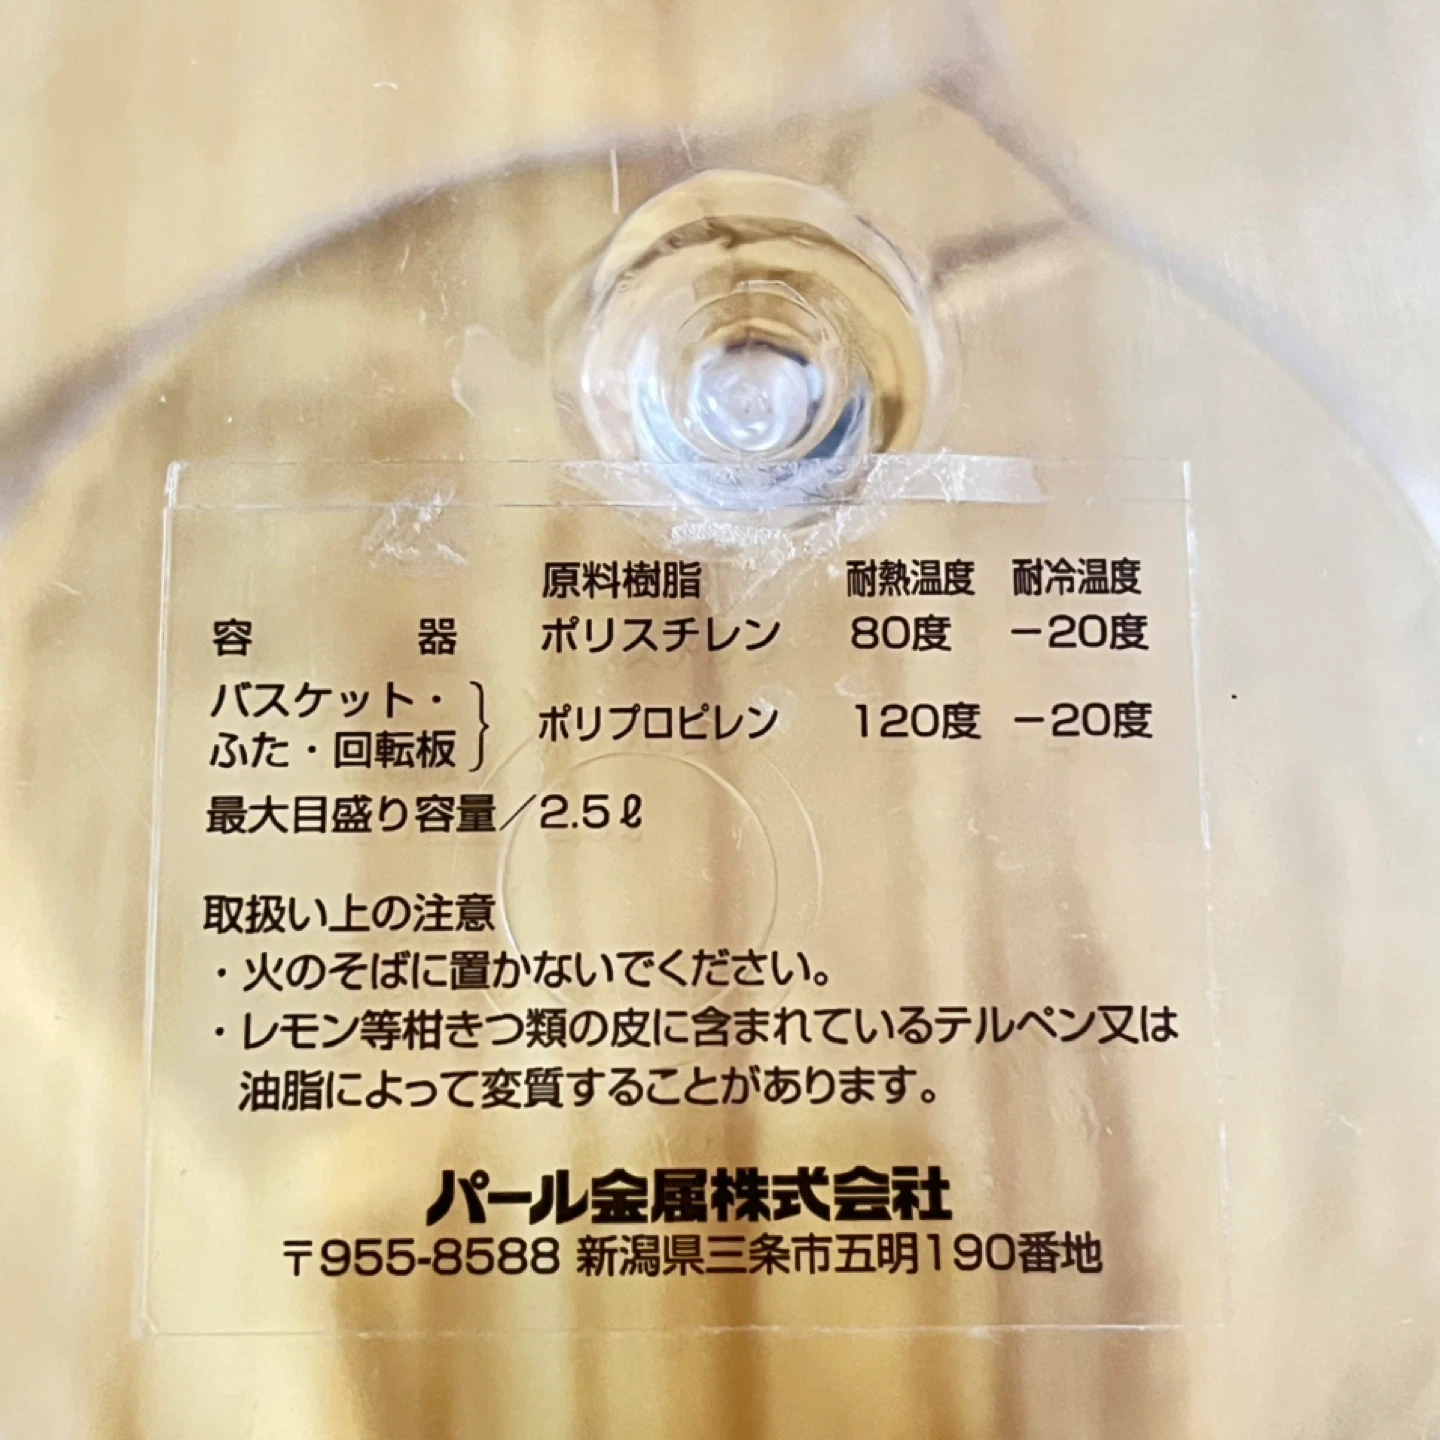 原料樹脂 耐熱温度 耐冷温度
容器 ポリスチレン 80度 −20度
バスケット・
ふた・回転板 } ポリプロピレン 120度 −20度
最大目盛り容量/2.5ℓ
取扱い上の注意
・火のそばに置かないでください。
・レモン等柑きつ類の皮に含まれているテルペン又は
油脂によって変質することがあります。
パール金属株式会社
〒955-8588 新潟県三条市五明190番地